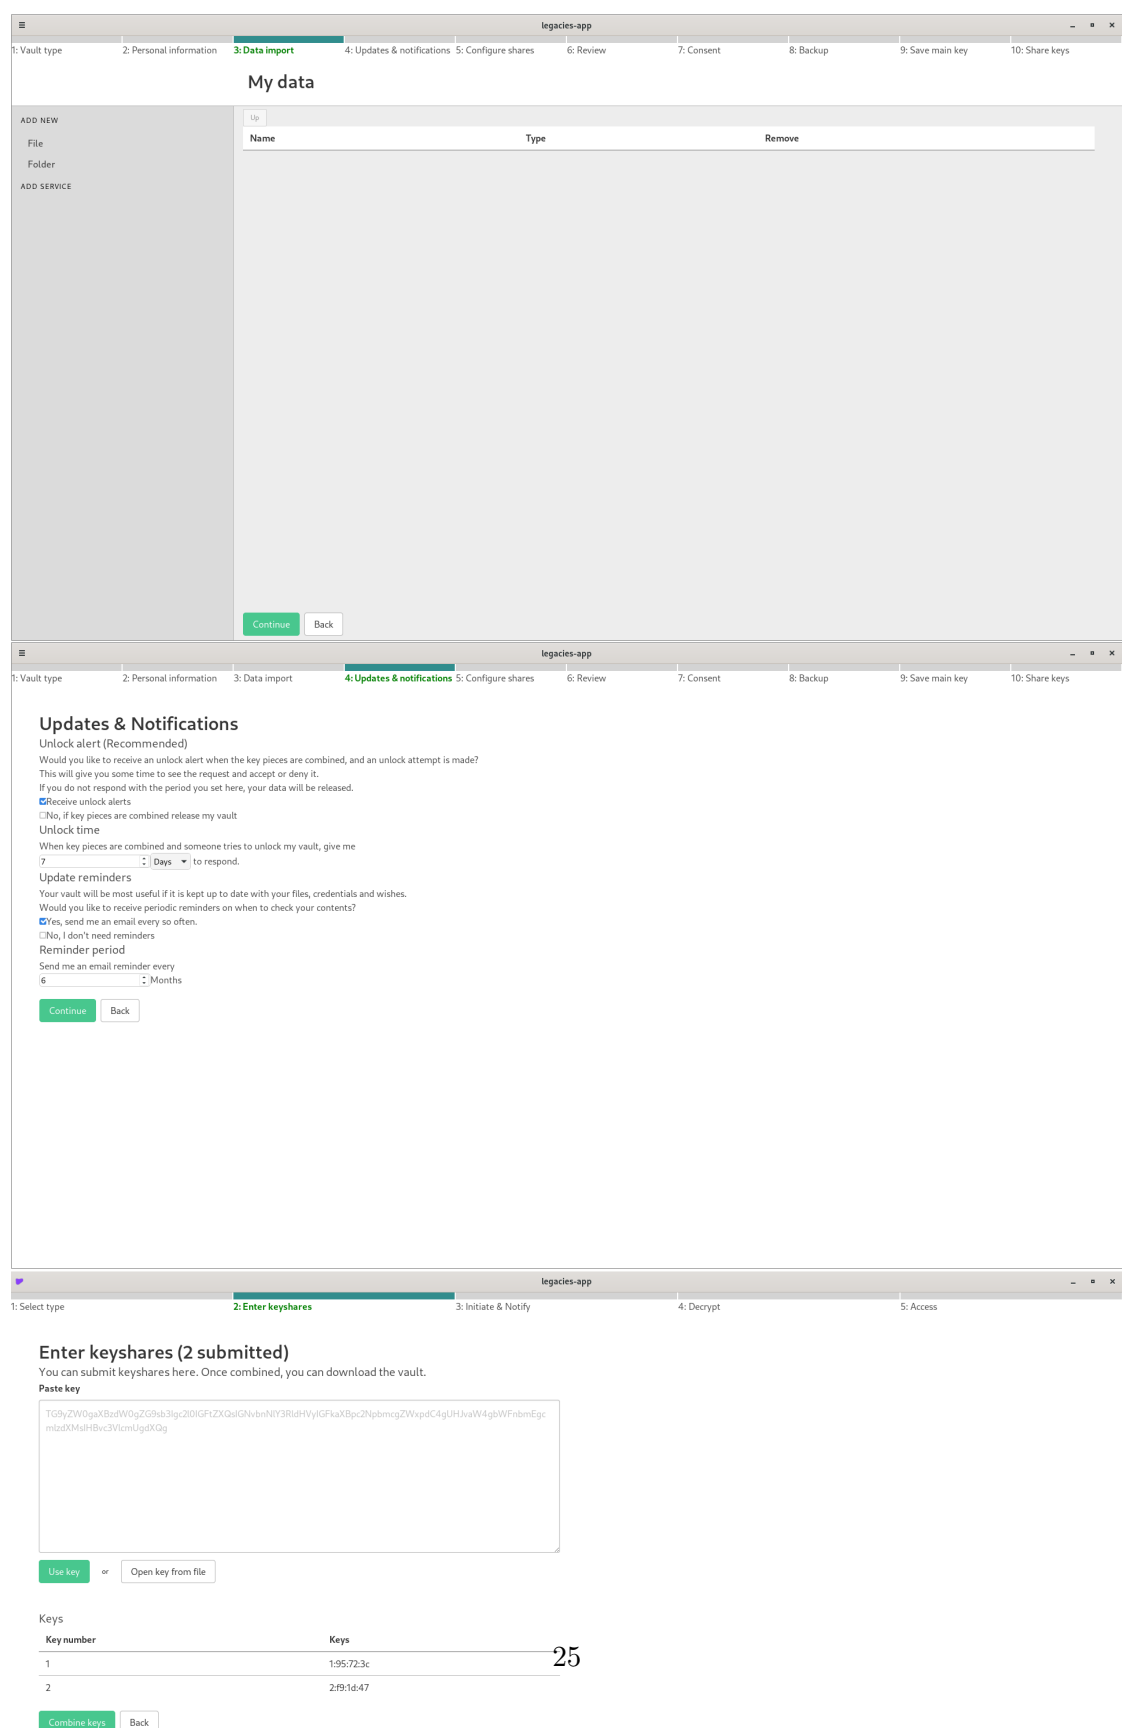 legacies-app
1: Vault type 2: Personal information 3: Data import 4: Updates & notifications 5: Configure shares 6: Review 7: Consent 8: Backup 9: Save main key 10: Share keys
My data
ADD NEW
File
Folder
ADD SERVICE
Up
Name Type Remove
Continue Back
legacies-app
1: Vault type 2: Personal information 3: Data import 4: Updates & notifications 5: Configure shares 6: Review 7: Consent 8: Backup 9: Save main key 10: Share keys
Updates & Notifications
Unlock alert (Recommended)
Would you like to receive an unlock alert when the key pieces are combined, and an unlock attempt is made?
This will give you some time to see the request and accept or deny it.
If you do not respond with the period you set here, your data will be released.
Receive unlock alerts
No, if key pieces are combined release my vault
Unlock time
When key pieces are combined and someone tries to unlock my vault, give me
7 Days to respond.
Update reminders
Your vault will be most useful if it is kept up to date with your files, credentials and wishes.
Would you like to receive periodic reminders on when to check your contents?
Yes, send me an email every so often.
No, I don't need reminders
Reminder period
Send me an email reminder every
6 Months
Continue Back
legacies-app
1: Select type 2: Enter keyshares 3: Initiate & Notify 4: Decrypt 5: Access
Enter keyshares (2 submitted)
You can submit keyshares here. Once combined, you can download the vault.
Paste key
Use key or Open key from file
Keys
Key number Keys
25
1 1:95:72:3c
2 2:f9:1d:47
Combine keys Back